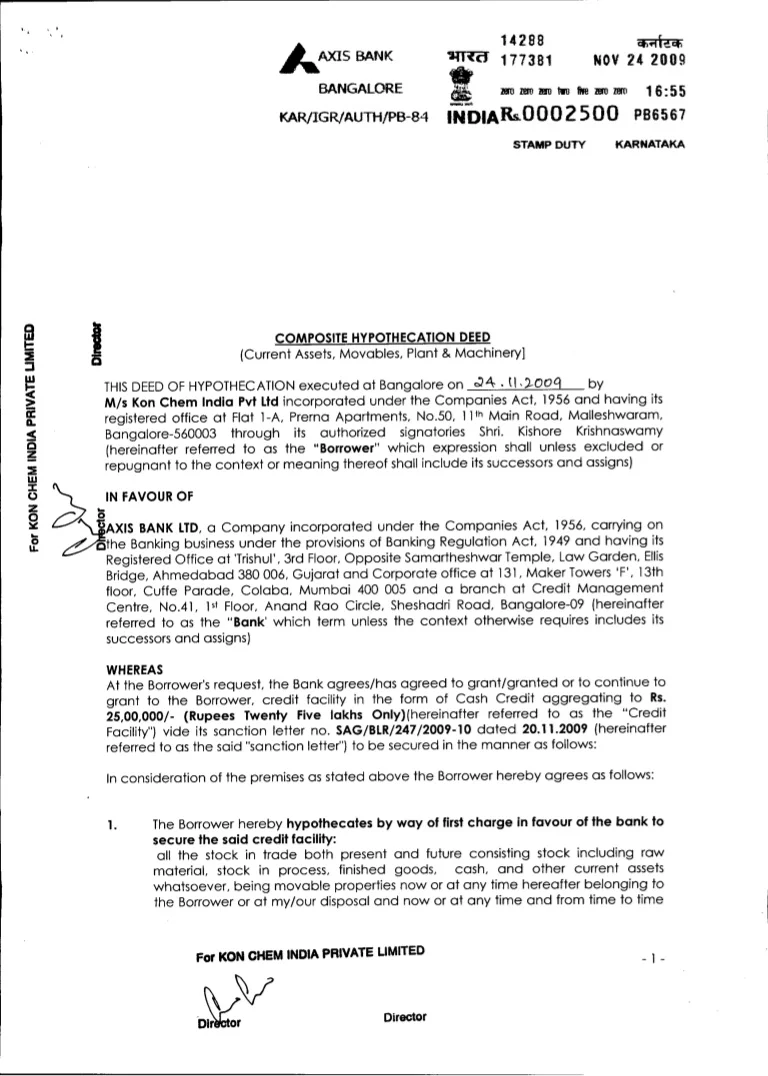 14288 कर्नाटक
AXIS BANK भारत 177381 NOV 24 2009
BANGALORE zero zero zero two five zero zero 16:55
KAR/IGR/AUTH/PB-84 INDIA Rs.0002500 PB6567
STAMP DUTY KARNATAKA
For KON CHEM INDIA PRIVATE LIMITED
Director
Director
COMPOSITE HYPOTHECATION DEED
(Current Assets, Movables, Plant & Machinery]
THIS DEED OF HYPOTHECATION executed at Bangalore on 24.11.2009 by
M/s Kon Chem India Pvt Ltd incorporated under the Companies Act, 1956 and having its
registered office at Flat 1-A, Prerna Apartments, No.50, 11th Main Road, Malleshwaram,
Bangalore-560003 through its authorized signatories Shri. Kishore Krishnaswamy
(hereinafter referred to as the "Borrower" which expression shall unless excluded or
repugnant to the context or meaning thereof shall include its successors and assigns)
IN FAVOUR OF
AXIS BANK LTD, a Company incorporated under the Companies Act, 1956, carrying on
the Banking business under the provisions of Banking Regulation Act, 1949 and having its
Registered Office at 'Trishul', 3rd Floor, Opposite Samartheshwar Temple, Law Garden, Ellis
Bridge, Ahmedabad 380 006, Gujarat and Corporate office at 131, Maker Towers 'F', 13th
floor, Cuffe Parade, Colaba, Mumbai 400 005 and a branch at Credit Management
Centre, No.41, 1st Floor, Anand Rao Circle, Sheshadri Road, Bangalore-09 (hereinafter
referred to as the "Bank' which term unless the context otherwise requires includes its
successors and assigns)
WHEREAS
At the Borrower's request, the Bank agrees/has agreed to grant/granted or to continue to
grant to the Borrower, credit facility in the form of Cash Credit aggregating to Rs.
25,00,000/- (Rupees Twenty Five lakhs Only)(hereinafter referred to as the "Credit
Facility") vide its sanction letter no. SAG/BLR/247/2009-10 dated 20.11.2009 (hereinafter
referred to as the said "sanction letter") to be secured in the manner as follows:
In consideration of the premises as stated above the Borrower hereby agrees as follows:
1. The Borrower hereby hypothecates by way of first charge in favour of the bank to
secure the said credit facility:
all the stock in trade both present and future consisting stock including raw
material, stock in process, finished goods, cash, and other current assets
whatsoever, being movable properties now or at any time hereafter belonging to
the Borrower or at my/our disposal and now or at any time and from time to time
For KON CHEM INDIA PRIVATE LIMITED
-1-
Director Director